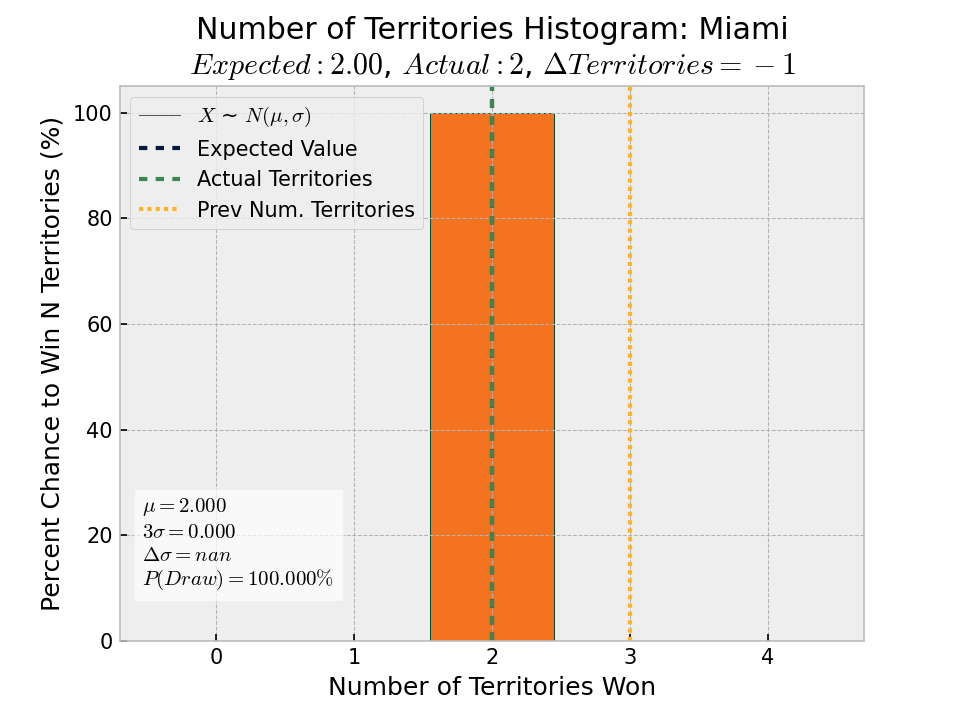 Number of Territories Histogram: Miami
Expected : 2.00, Actual : 2, ΔTerritories = −1
Percent Chance to Win N Territories (%)
100
80
60
40
20
0
X ~ N(μ, σ)
Expected Value
Actual Territories
Prev Num. Territories
μ = 2.000
3σ = 0.000
Δσ = nan
P(Draw) = 100.000%
0 1 2 3 4
Number of Territories Won